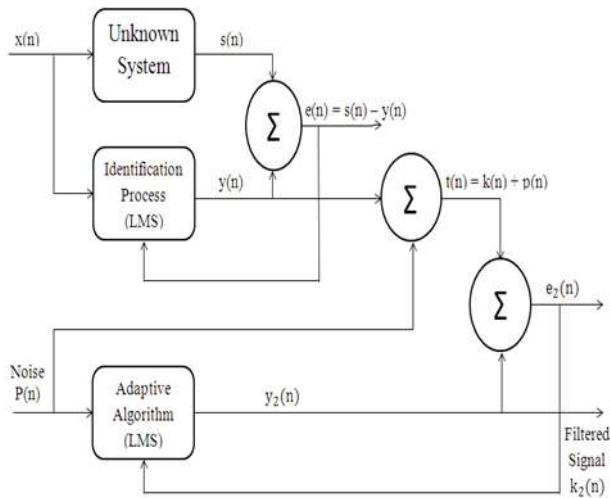 x(n)
Unknown
System
s(n)
Σ
e(n) = s(n) – y(n)
Identification
Process
(LMS)
y(n)
Σ
t(n) = k(n) + p(n)
Σ
e₂(n)
Noise
P(n)
Adaptive
Algorithm
(LMS)
y₂(n)
Filtered
Signal
k₂(n)